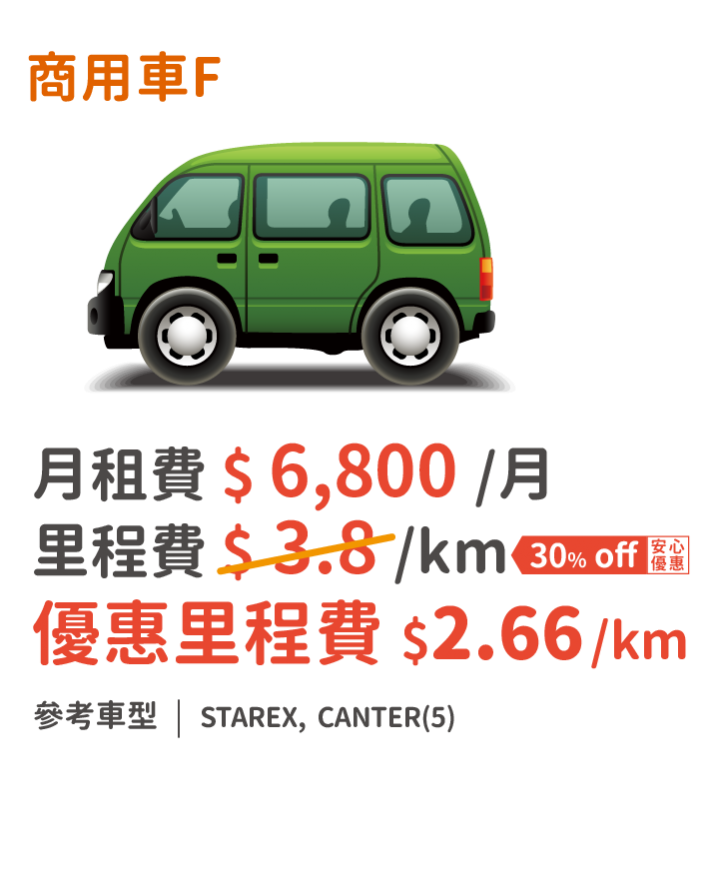 商用車F
月租費 $ 6,800 /月
里程費 $ 3.8 /km 30% off 安心優惠
優惠里程費 $2.66/km
參考車型 | STAREX, CANTER(5)